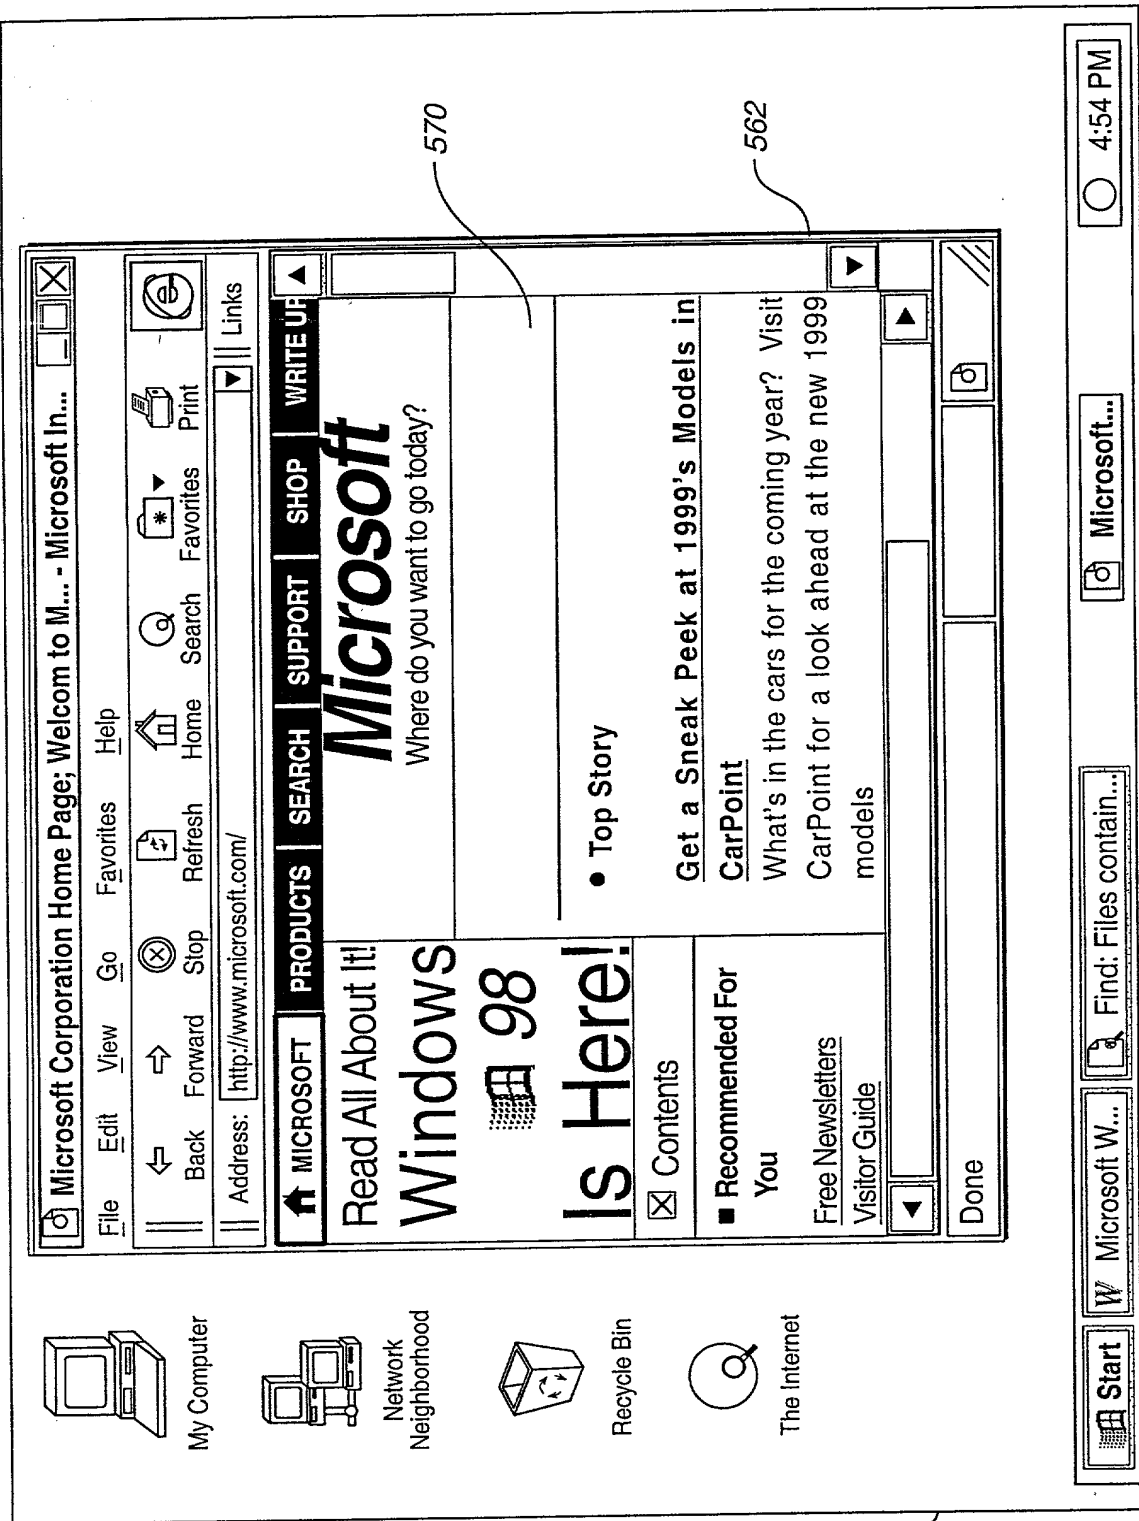 Microsoft Corporation Home Page; Welcom to M... - Microsoft In...
File Edit View Go Favorites Help
Back Forward Stop Refresh Home Search Favorites Print
Address: http://www.microsoft.com/ Links
MICROSOFT PRODUCTS SEARCH SUPPORT SHOP WRITE UP
Read All About It!
Windows
98
Is Here!
Contents
Recommended For
You
Free Newsletters
Visitor Guide
Microsoft
Where do you want to go today?
• Top Story
Get a Sneak Peek at 1999's Models in
CarPoint
What's in the cars for the coming year? Visit
CarPoint for a look ahead at the new 1999
models
Done
570
562
My Computer
Network
Neighborhood
Recycle Bin
The Internet
Start W Microsoft W... Find: Files contain... Microsoft... 4:54 PM